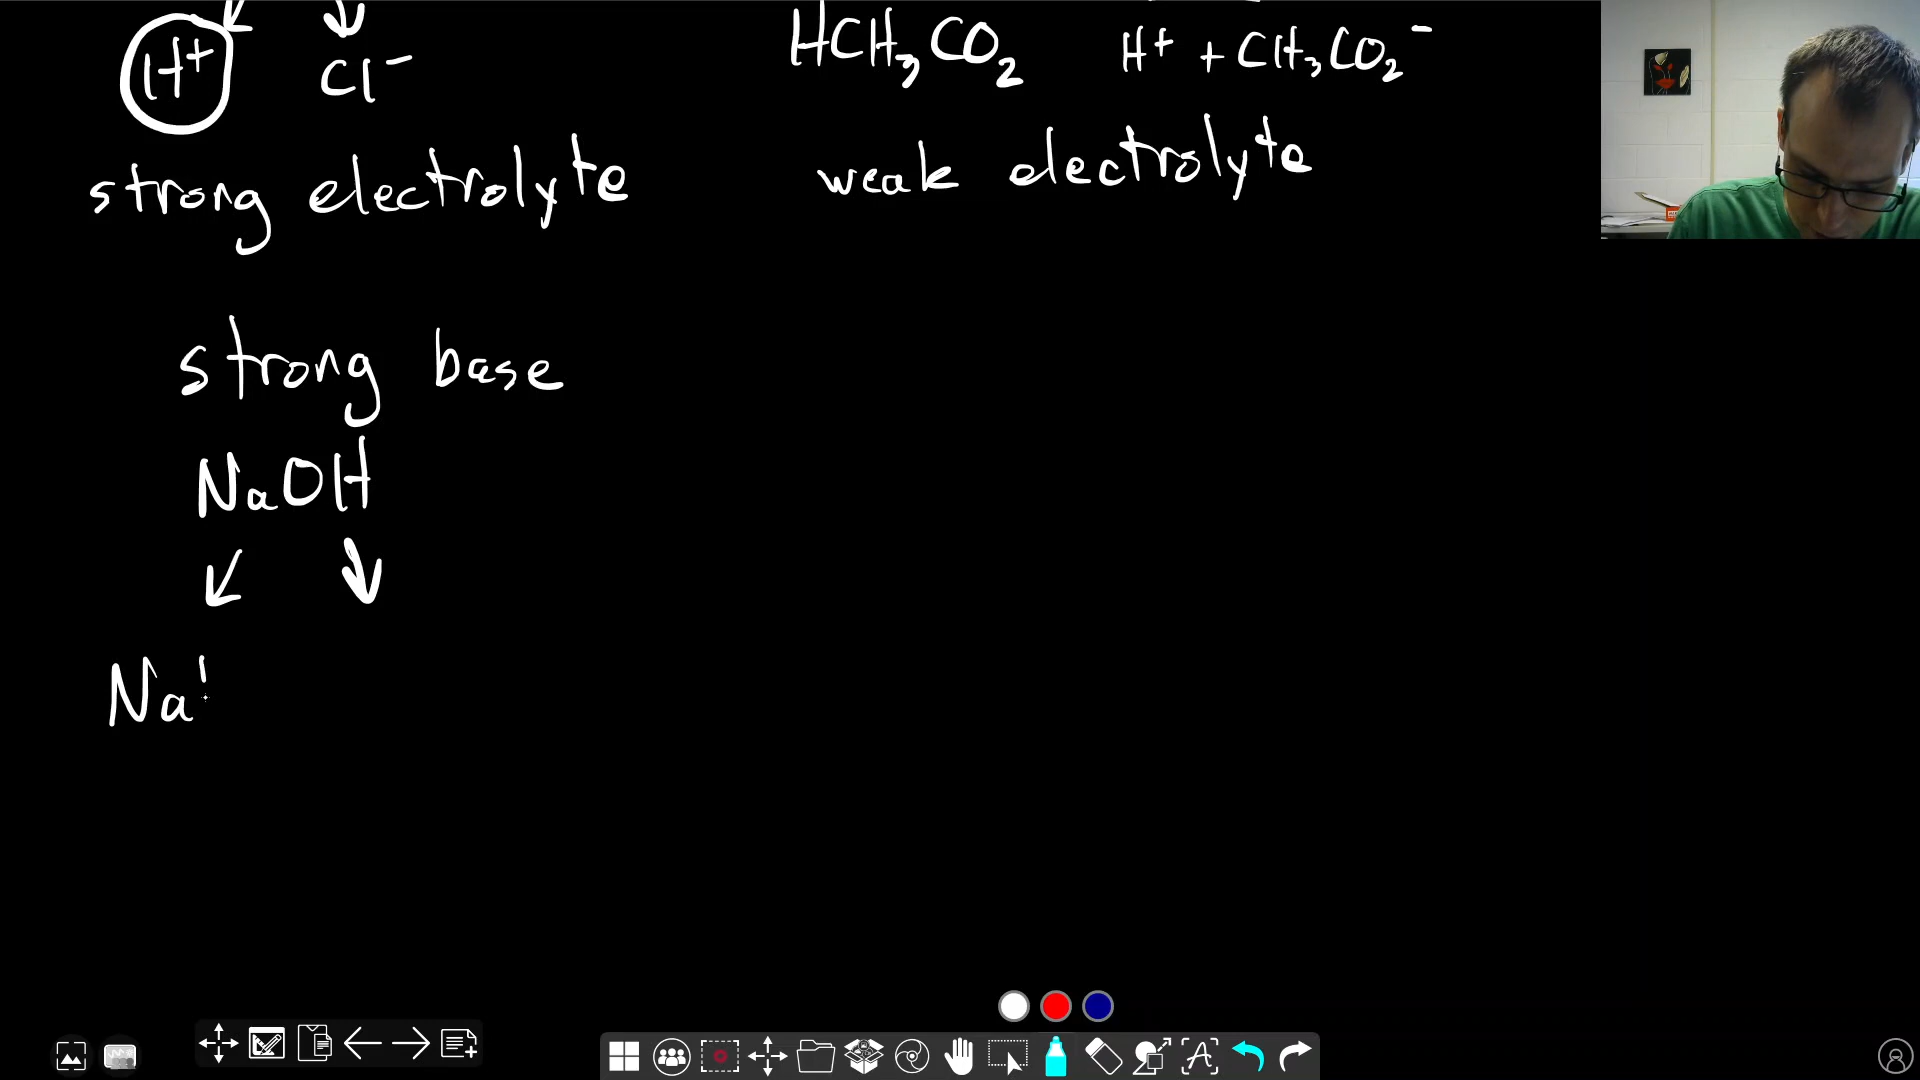 H⁺ Cl⁻
HCH₃CO₂ H⁺ + CH₃CO₂⁻
strong electrolyte
weak electrolyte
strong base
NaOH
Na